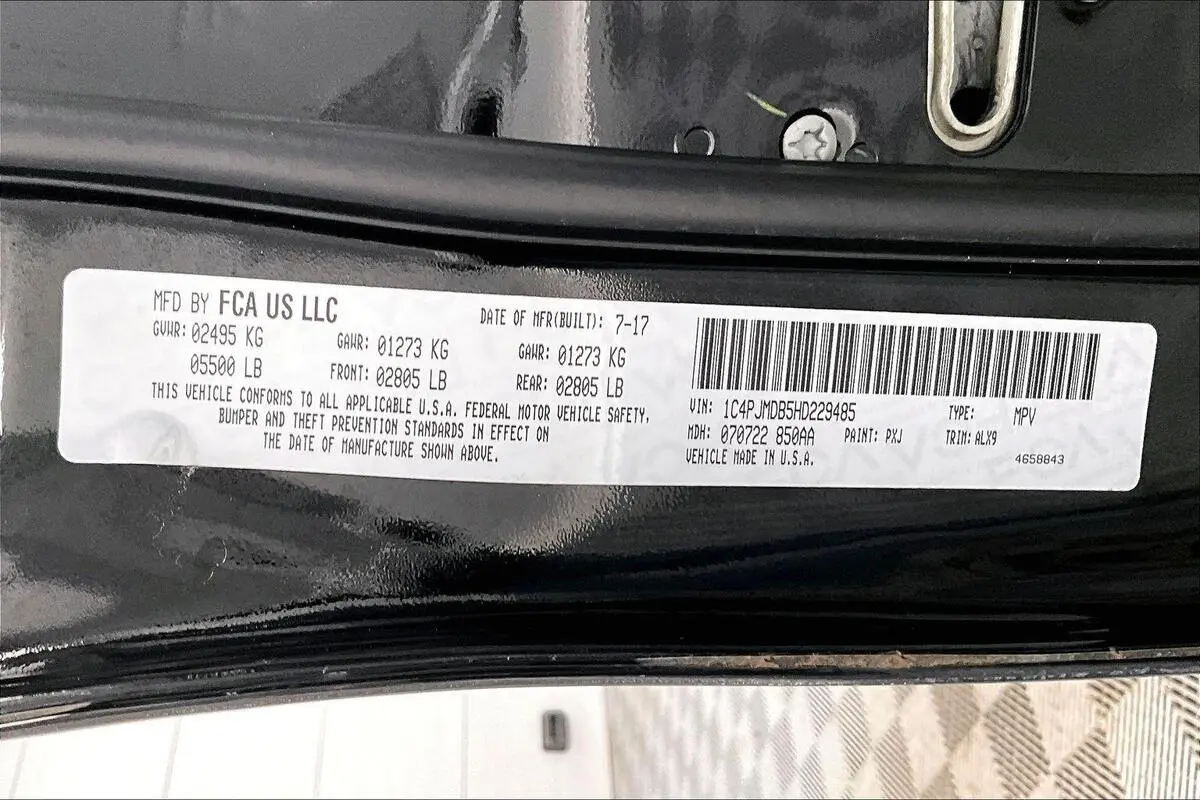 MFD BY FCA US LLC
DATE OF MFR(BUILT): 7-17
GVWR: 02495 KG
05500 LB
GAWR: 01273 KG
FRONT: 02805 LB
GAWR: 01273 KG
REAR: 02805 LB
THIS VEHICLE CONFORMS TO ALL APPLICABLE U.S.A. FEDERAL MOTOR VEHICLE SAFETY,
BUMPER AND THEFT PREVENTION STANDARDS IN EFFECT ON
THE DATE OF MANUFACTURE SHOWN ABOVE.
VIN: 1C4PJMDB5HD229485 TYPE: MPV
MDH: 070722 850AA PAINT: PXJ TRIM: ALX9
VEHICLE MADE IN U.S.A.
4658843